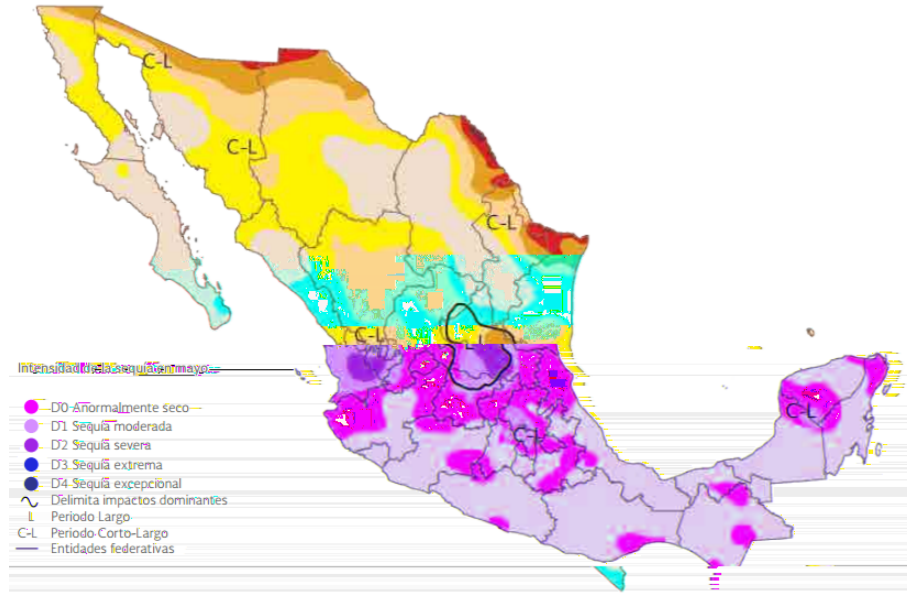 C-L
C-L
C-L
C-L
L
Intensidad de la sequía en mayo
C-L
D0 Anormalmente seco
D1 Sequía moderada
C-L
D2 Sequía severa
D3 Sequía extrema
D4 Sequía excepcional
Delimita impactos dominantes
L Periodo Largo
C-L Periodo Corto-Largo
Entidades federativas